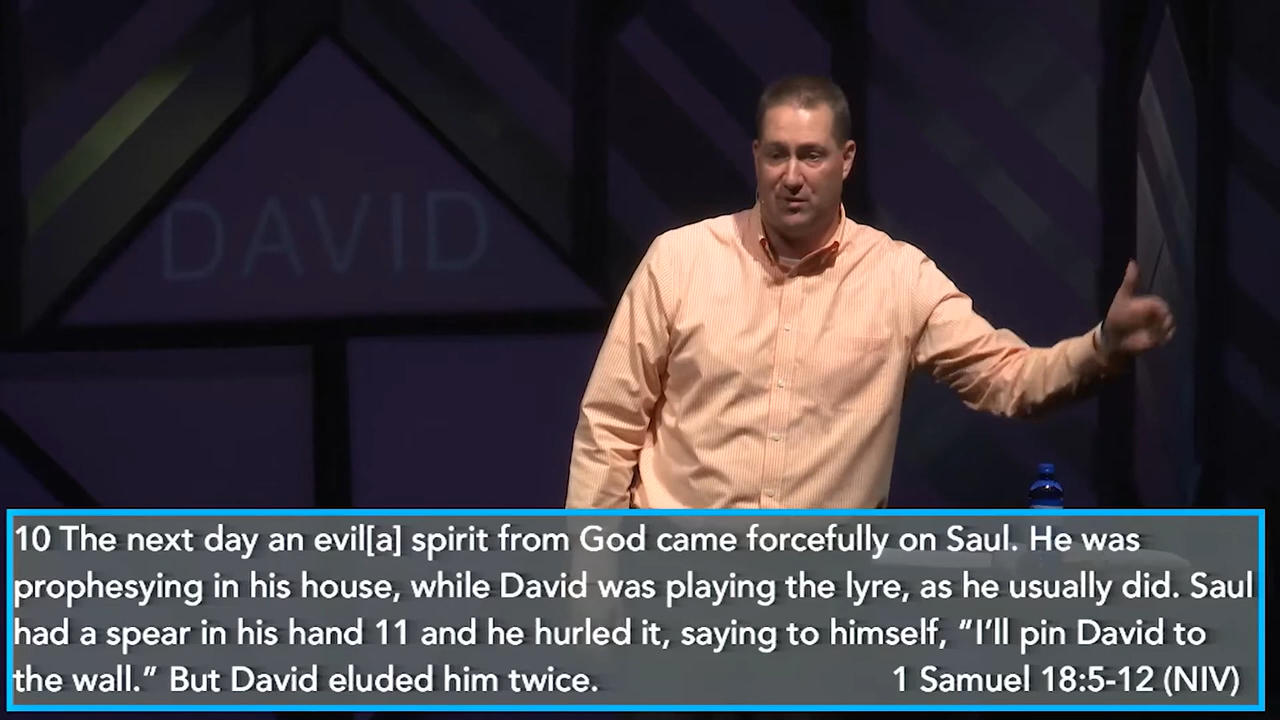 DAVID
10 The next day an evil[a] spirit from God came forcefully on Saul. He was
prophesying in his house, while David was playing the lyre, as he usually did. Saul
had a spear in his hand 11 and he hurled it, saying to himself, “I’ll pin David to
the wall.” But David eluded him twice. 1 Samuel 18:5-12 (NIV)